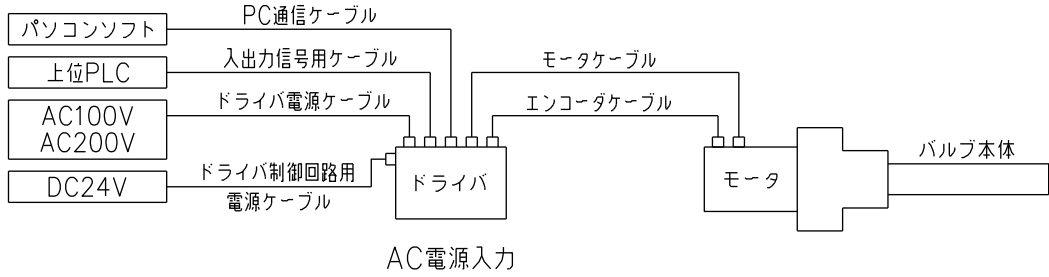 PC通信ケーブル
パソコンソフト
入出力信号用ケーブル
モータケーブル
上位PLC
ドライバ電源ケーブル
エンコーダケーブル
AC100V
AC200V
バルブ本体
ドライバ制御回路用
電源ケーブル
ドライバ
モータ
DC24V
AC電源入力